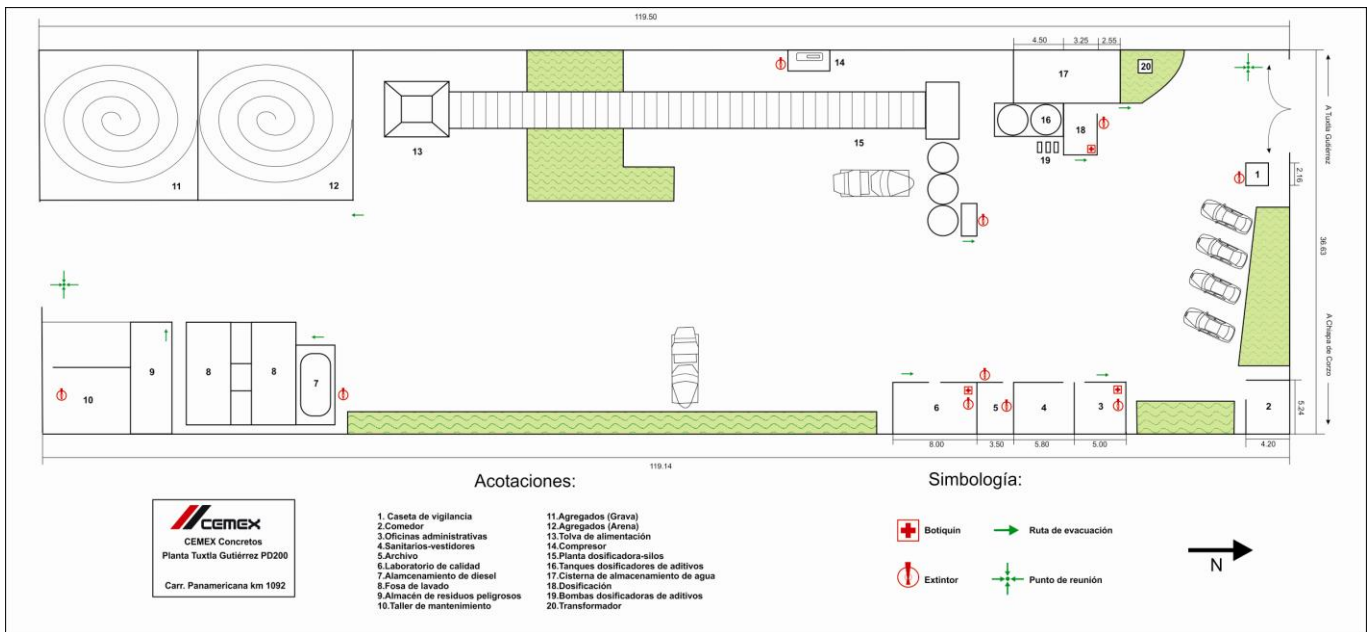 119.50
4.50 3.25 2.55
14
17
20
16
18
13
15
19
11
12
1
2.16
A Tuxtla Gutiérrez
36.63
A Chiapa de Corzo
10
9
8
8
7
6
5
4
3
2
5.24
8.00 3.50 5.80 5.00 4.20
119.14
Acotaciones:
1. Caseta de vigilancia
2.Comedor
3.Oficinas administrativas
4.Sanitarios-vestidores
5.Archivo
6.Laboratorio de calidad
7.Alamcenamiento de diesel
8.Fosa de lavado
9.Almacén de residuos peligrosos
10.Taller de mantenimiento
11.Agregados (Grava)
12.Agregados (Arena)
13.Tolva de alimentación
14.Compresor
15.Planta dosificadora-silos
16.Tanques dosificadores de aditivos
17.Cisterna de almacenamiento de agua
18.Dosificación
19.Bombas dosificadoras de aditivos
20.Transformador
Simbología:
Botiquin
Ruta de evacuación
Extintor
Punto de reunión
N
CEMEX
CEMEX Concretos
Planta Tuxtla Gutiérrez PD200
Carr. Panamericana km 1092